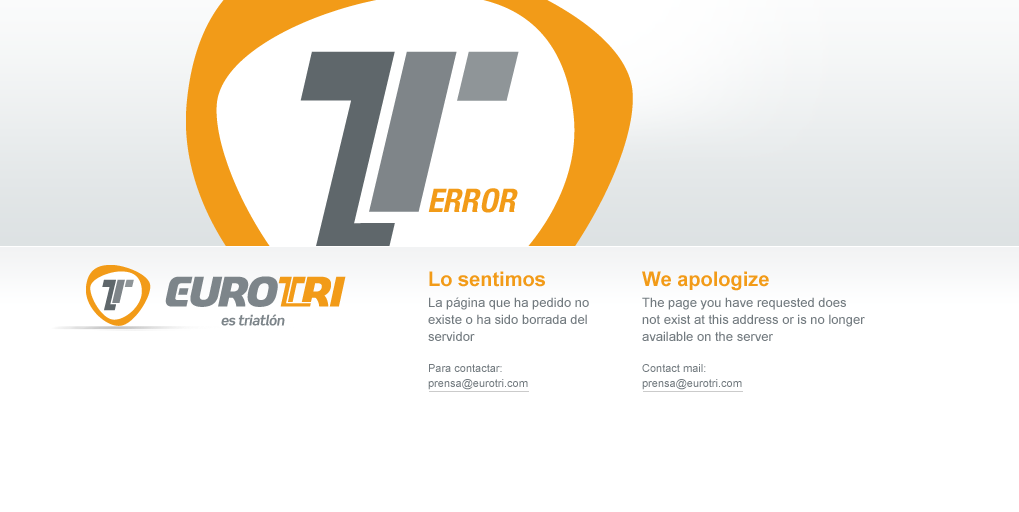 ERROR
EUROTRI
es triatlón
Lo sentimos
La página que ha pedido no
existe o ha sido borrada del
servidor
Para contactar:
prensa@eurotri.com
We apologize
The page you have requested does
not exist at this address or is no longer
available on the server
Contact mail:
prensa@eurotri.com